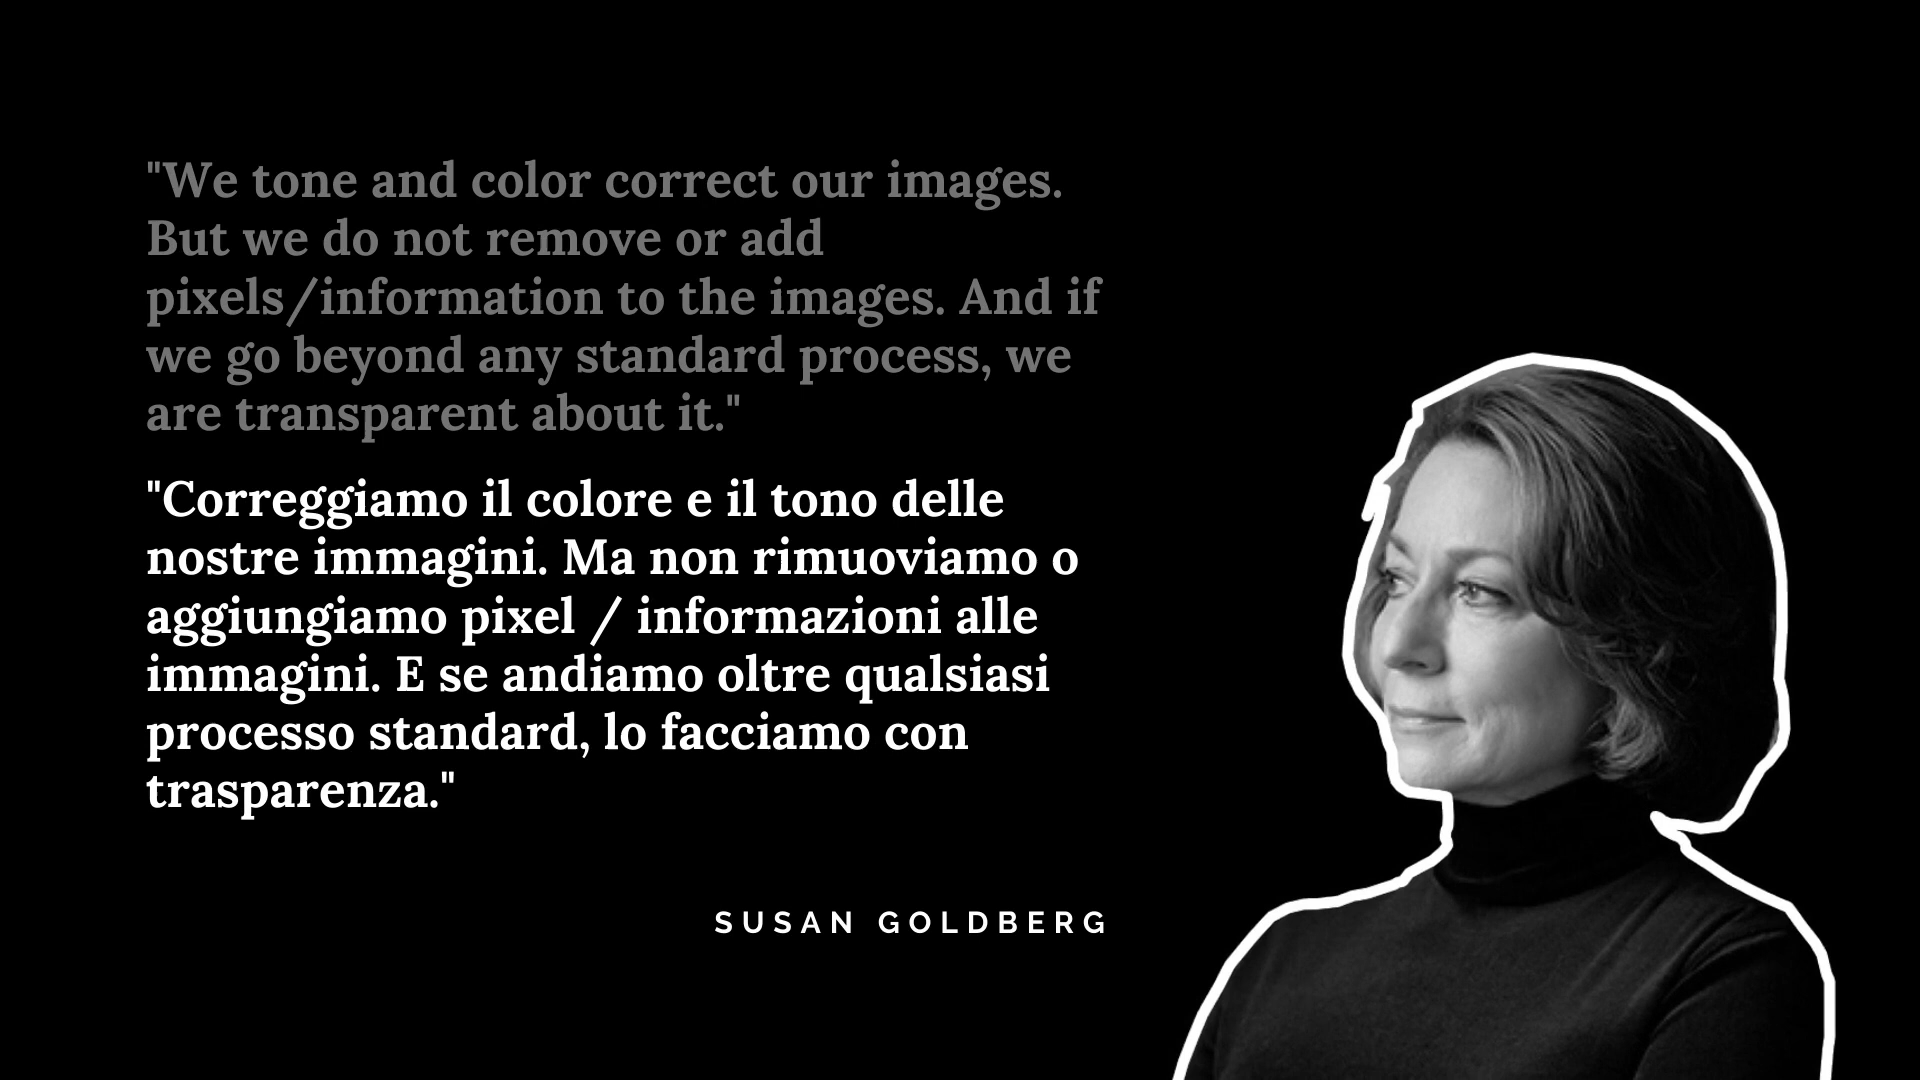 "We tone and color correct our images.
But we do not remove or add
pixels/information to the images. And if
we go beyond any standard process, we
are transparent about it."
"Correggiamo il colore e il tono delle
nostre immagini. Ma non rimuoviamo o
aggiungiamo pixel / informazioni alle
immagini. E se andiamo oltre qualsiasi
processo standard, lo facciamo con
trasparenza."
SUSAN GOLDBERG